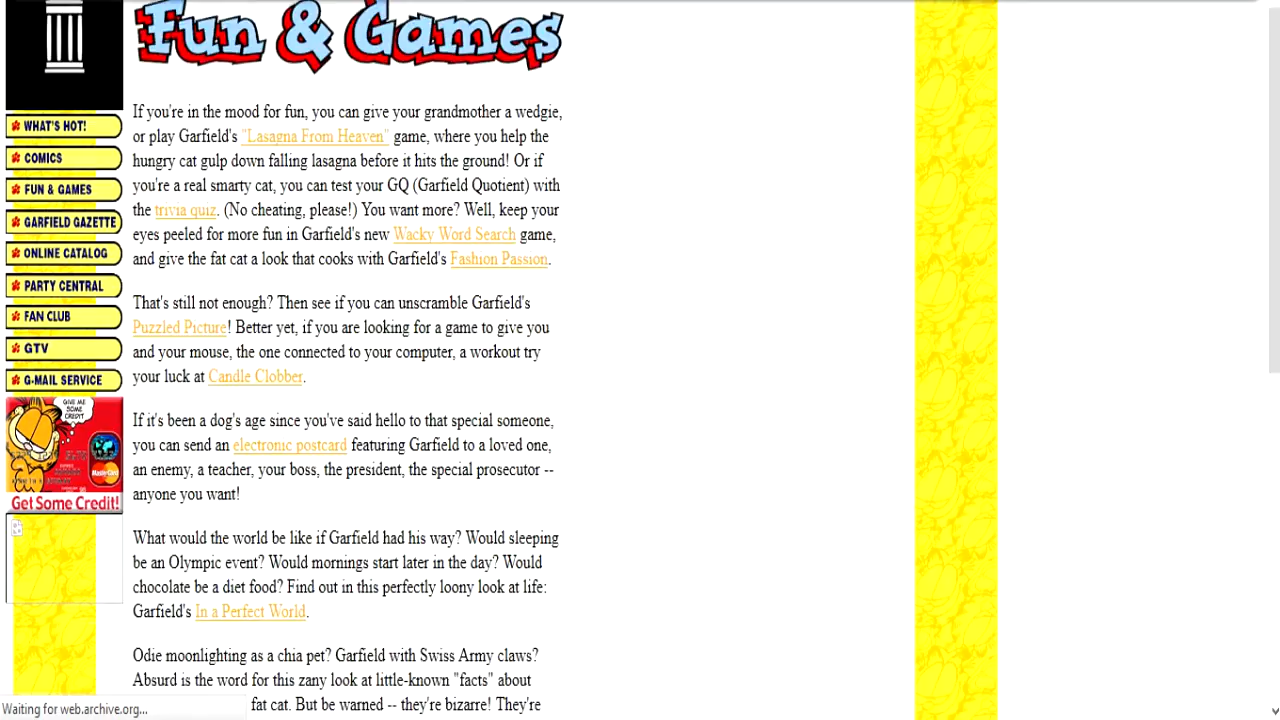 Fun & Games
WHAT'S HOT!
COMICS
FUN & GAMES
GARFIELD GAZETTE
ONLINE CATALOG
PARTY CENTRAL
FAN CLUB
GTV
G-MAIL SERVICE
GIVE ME
SOME
CREDIT
MasterCard
Get Some Credit!
If you're in the mood for fun, you can give your grandmother a wedgie,
or play Garfield's "Lasagna From Heaven" game, where you help the
hungry cat gulp down falling lasagna before it hits the ground! Or if
you're a real smarty cat, you can test your GQ (Garfield Quotient) with
the trivia quiz. (No cheating, please!) You want more? Well, keep your
eyes peeled for more fun in Garfield's new Wacky Word Search game,
and give the fat cat a look that cooks with Garfield's Fashion Passion.
That's still not enough? Then see if you can unscramble Garfield's
Puzzled Picture! Better yet, if you are looking for a game to give you
and your mouse, the one connected to your computer, a workout try
your luck at Candle Clobber.
If it's been a dog's age since you've said hello to that special someone,
you can send an electronic postcard featuring Garfield to a loved one,
an enemy, a teacher, your boss, the president, the special prosecutor --
anyone you want!
What would the world be like if Garfield had his way? Would sleeping
be an Olympic event? Would mornings start later in the day? Would
chocolate be a diet food? Find out in this perfectly loony look at life:
Garfield's In a Perfect World.
Odie moonlighting as a chia pet? Garfield with Swiss Army claws?
Absurd is the word for this zany look at little-known "facts" about
fat cat. But be warned -- they're bizarre! They're
Waiting for web.archive.org...